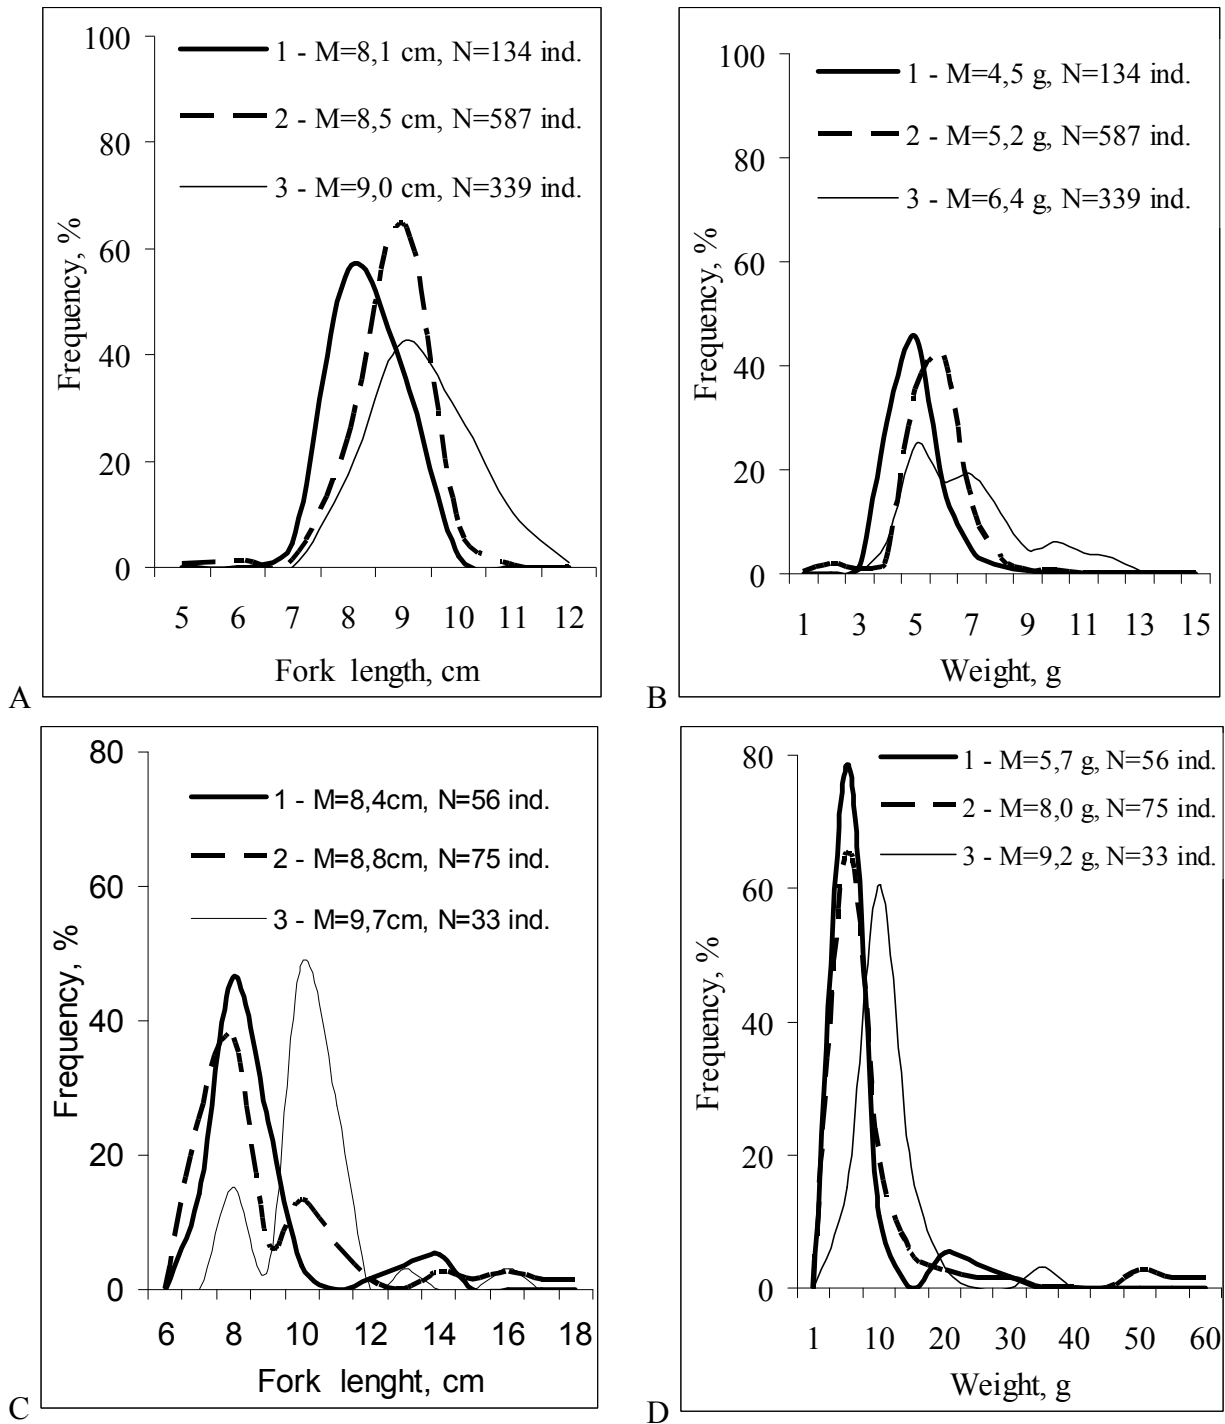 100
80
60
40
20
0
Frequency, %
1 - M=8,1 cm, N=134 ind.
2 - M=8,5 cm, N=587 ind.
3 - M=9,0 cm, N=339 ind.
5 6 7 8 9 10 11 12
Fork length, cm
A
100
80
60
40
20
0
Frequency, %
1 - M=4,5 g, N=134 ind.
2 - M=5,2 g, N=587 ind.
3 - M=6,4 g, N=339 ind.
1 3 5 7 9 11 13 15
Weight, g
B
80
60
40
20
0
Frequency, %
1 - M=8,4cm, N=56 ind.
2 - M=8,8cm, N=75 ind.
3 - M=9,7cm, N=33 ind.
6 8 10 12 14 16 18
Fork lenght, cm
C
80
60
40
20
0
Frequency, %
1 - M=5,7 g, N=56 ind.
2 - M=8,0 g, N=75 ind.
3 - M=9,2 g, N=33 ind.
1 10 20 30 40 50 60
Weight, g
D